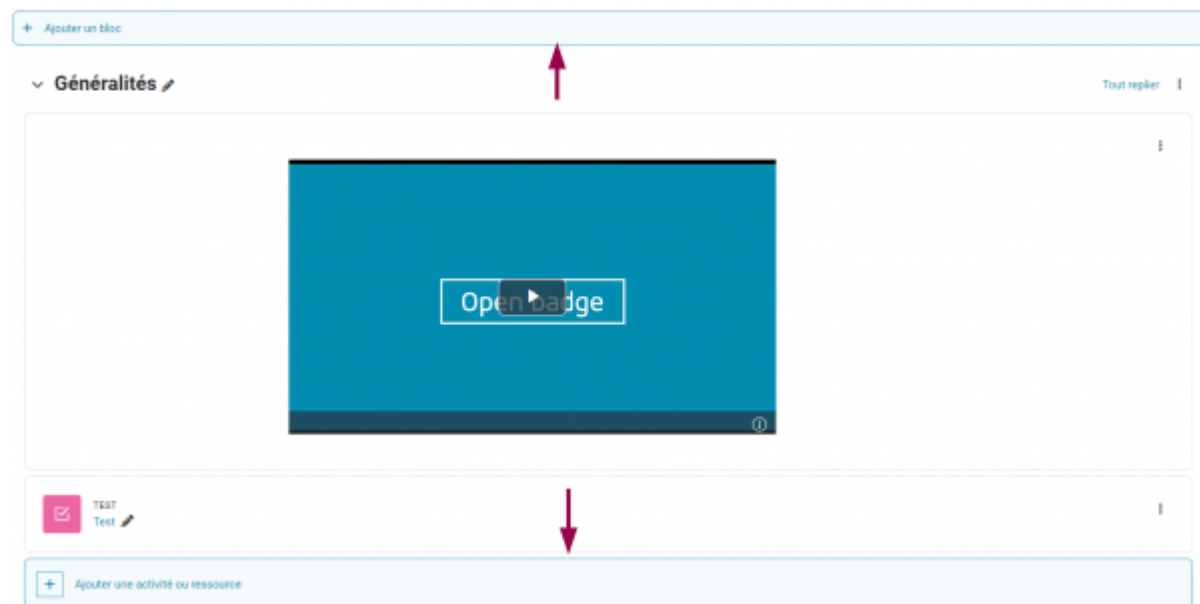 + Ajouter un bloc
Généralités
Tout replier
Open badge
TEST
Test
+ Ajouter une activité ou ressource